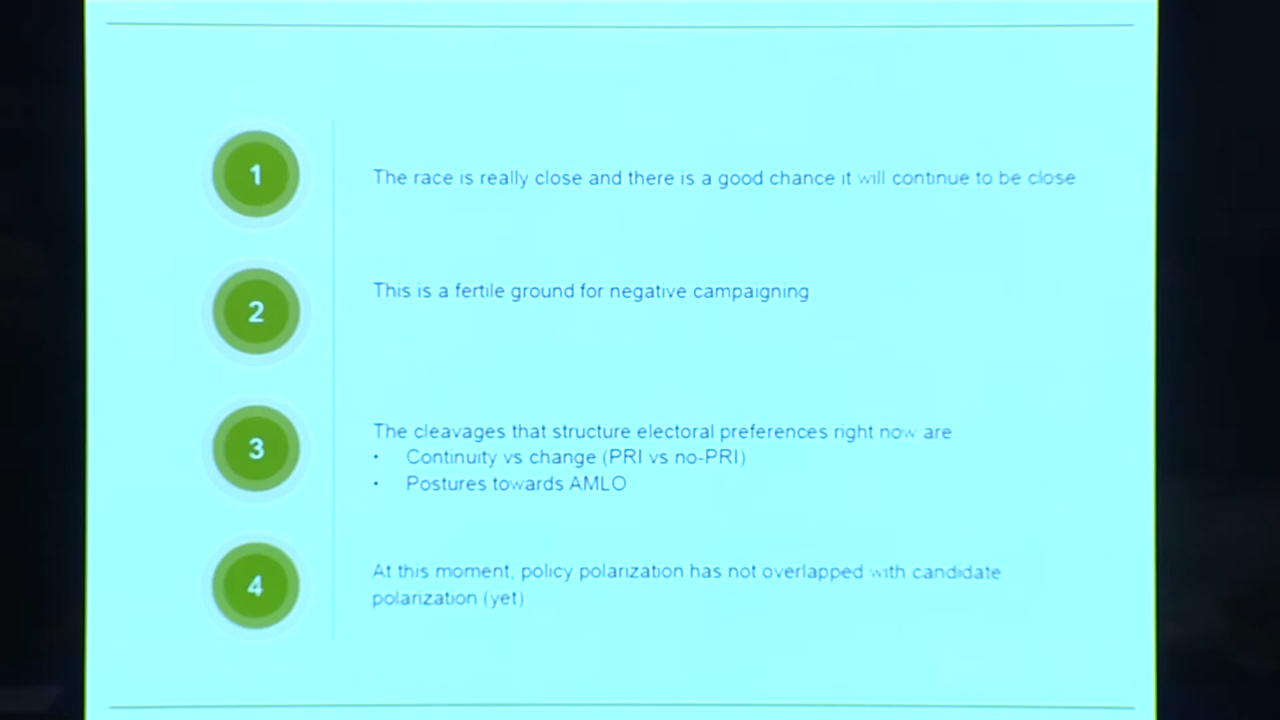 1
The race is really close and there is a good chance it will continue to be close
2
This is a fertile ground for negative campaigning
3
The cleavages that structure electoral preferences right now are
• Continuity vs change (PRI vs no-PRI)
• Postures towards AMLO
4
At this moment, policy polarization has not overlapped with candidate
polarization (yet)